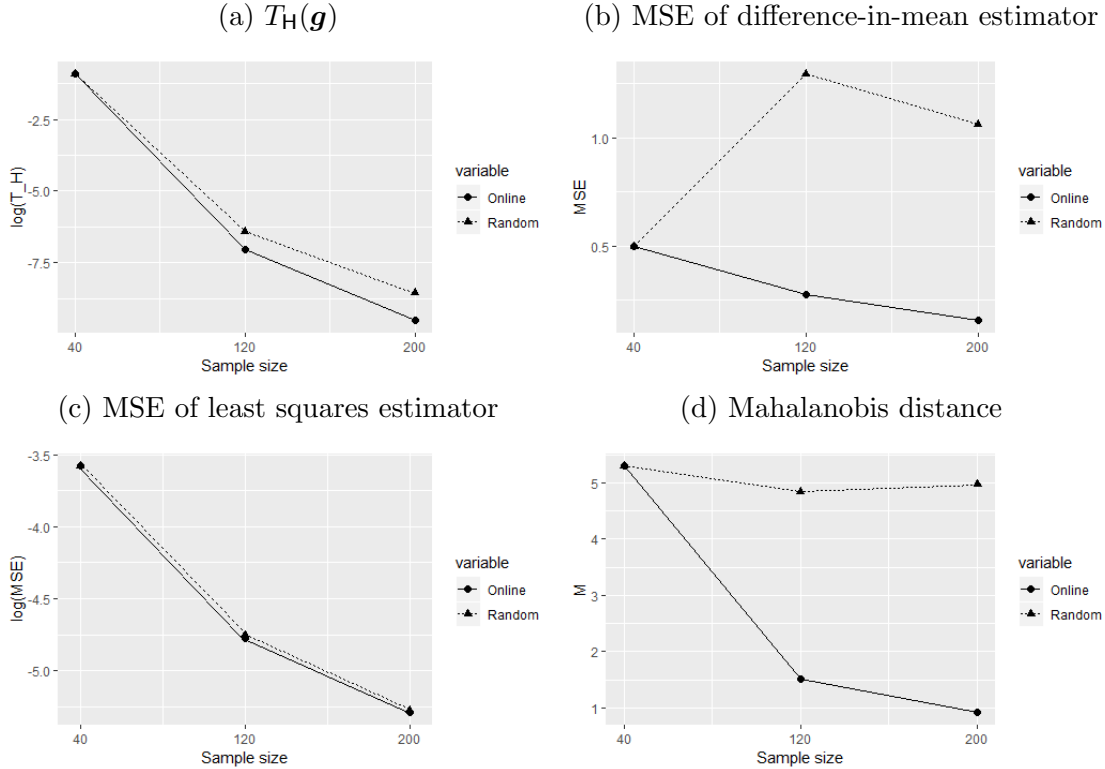 (a) T_H(g)
-2.5
-5.0
-7.5
log(T_H)
40
120
200
Sample size
variable
Online
Random
(b) MSE of difference-in-mean estimator
1.0
0.5
MSE
40
120
200
Sample size
variable
Online
Random
(c) MSE of least squares estimator
-3.5
-4.0
-4.5
-5.0
log(MSE)
40
120
200
Sample size
variable
Online
Random
(d) Mahalanobis distance
5
4
3
2
1
M
40
120
200
Sample size
variable
Online
Random